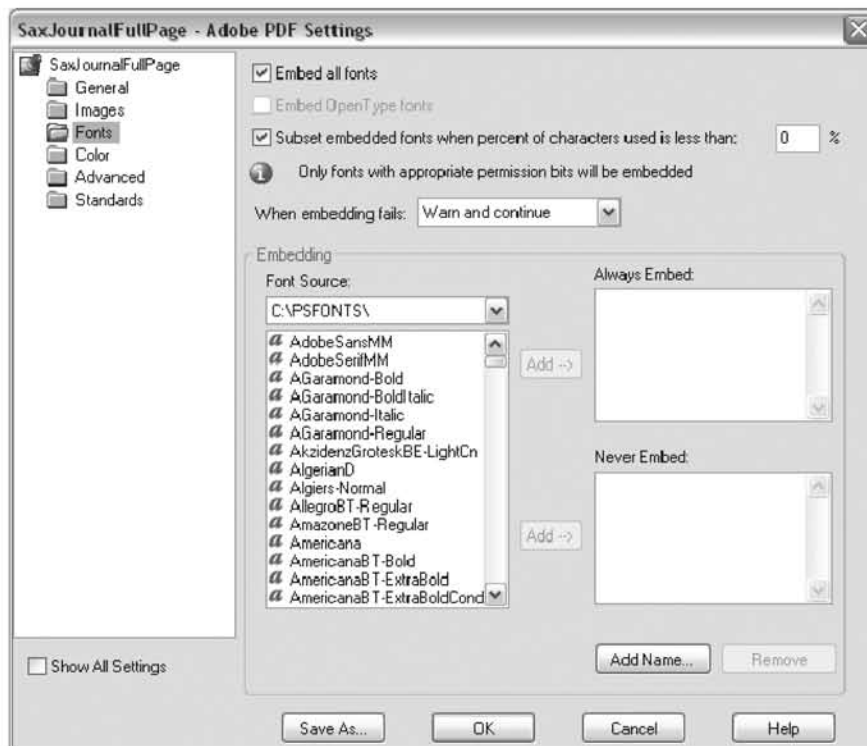 SaxJournalFullPage - Adobe PDF Settings
SaxJournalFullPage
General
Images
Fonts
Color
Advanced
Standards
Show All Settings
Embed all fonts
Embed OpenType fonts
Subset embedded fonts when percent of characters used is less than: 0 %
Only fonts with appropriate permission bits will be embedded
When embedding fails: Warn and continue
Embedding
Font Source:
C:\PSFONTS\
AdobeSansMM
AdobeSerifMM
AGaramond-Bold
AGaramond-BoldItalic
AGaramond-Italic
AGaramond-Regular
AkzidenzGroteskBE-LightCn
AlgerianD
Algiers-Normal
AllegroBT-Regular
AmazoneBT-Regular
Americana
AmericanaBT-Bold
AmericanaBT-ExtraBold
AmericanaBT-ExtraBoldCond
Add -->
Always Embed:
Add -->
Never Embed:
Add Name...
Remove
Save As...
OK
Cancel
Help